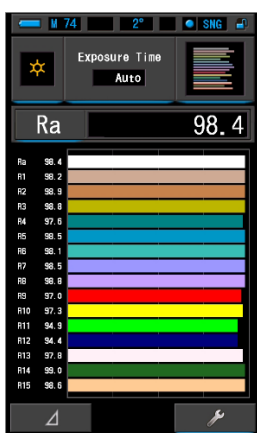 M 74 2° SNG
Exposure Time
Auto
Ra 98.4
Ra 98.4
R1 98.2
R2 98.9
R3 98.8
R4 97.6
R5 98.5
R6 98.1
R7 98.5
R8 98.8
R9 97.0
R10 97.3
R11 94.9
R12 94.4
R13 97.8
R14 99.0
R15 98.6